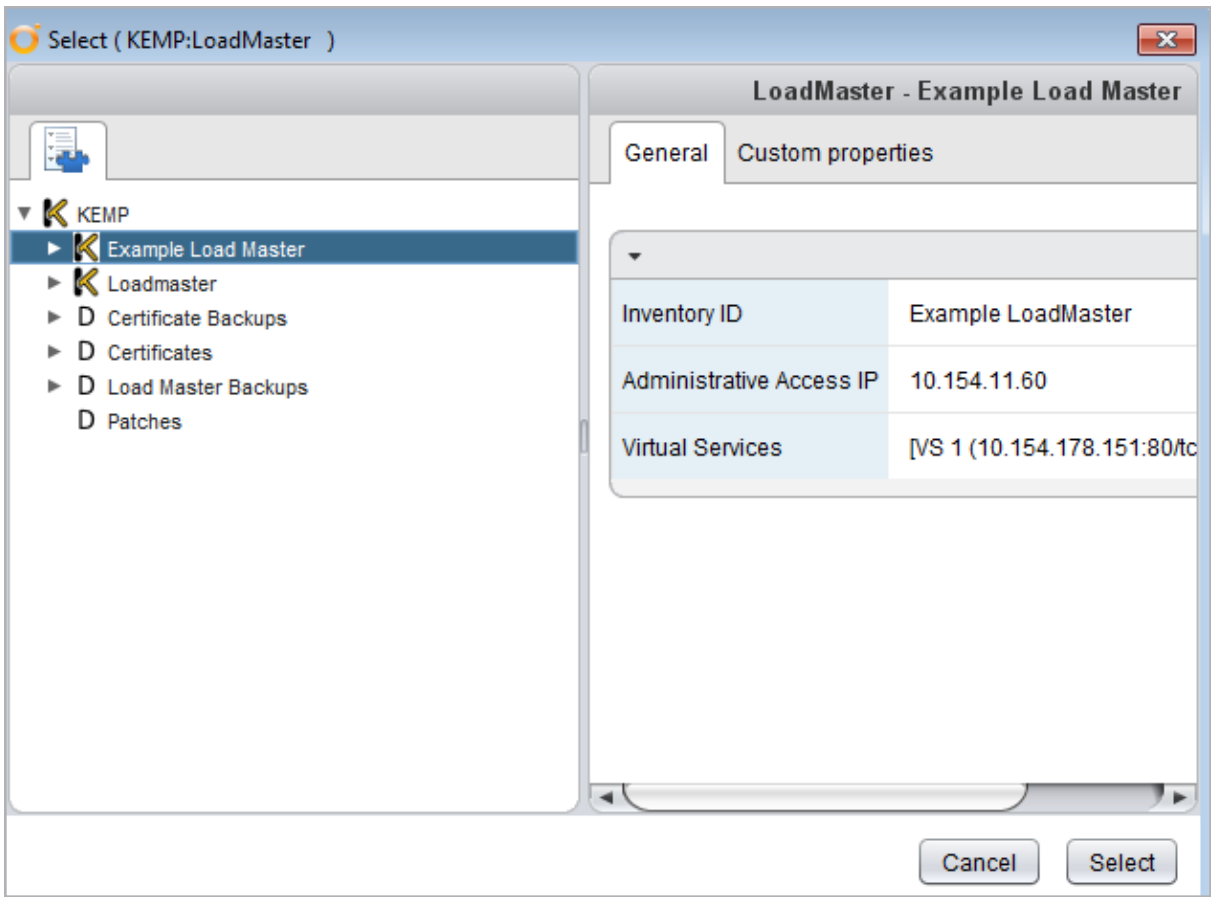 Select ( KEMP:LoadMaster )
LoadMaster - Example Load Master
General Custom properties
KEMP
Example Load Master
Loadmaster
D Certificate Backups
D Certificates
D Load Master Backups
D Patches
Inventory ID Example LoadMaster
Administrative Access IP 10.154.11.60
Virtual Services [VS 1 (10.154.178.151:80/tc
Cancel Select